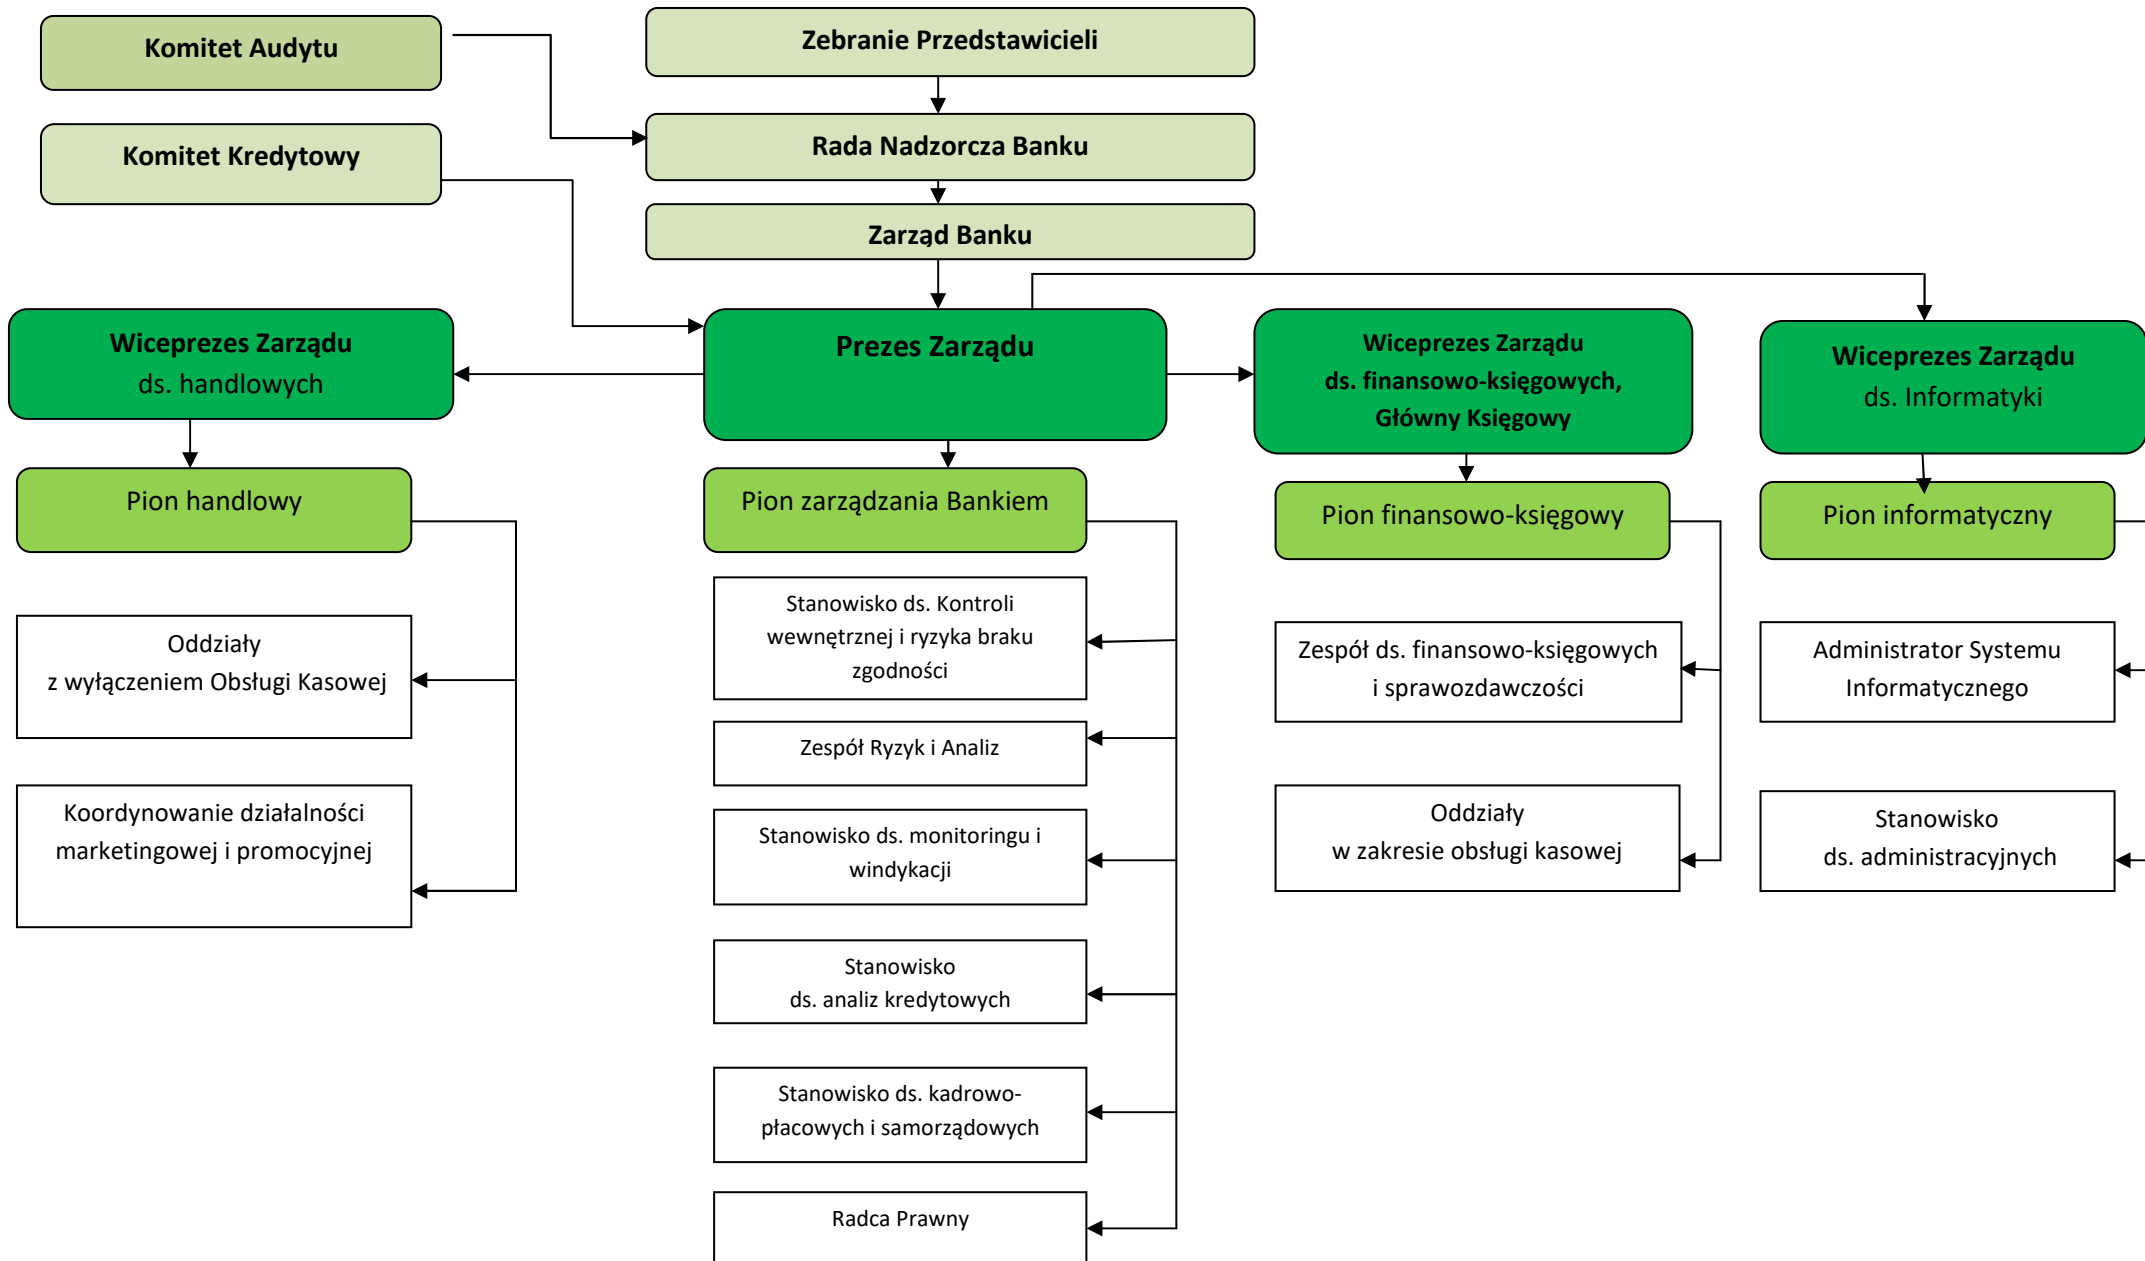 Komitet Audytu
Zebranie Przedstawicieli
Komitet Kredytowy
Rada Nadzorcza Banku
Zarząd Banku
Wiceprezes Zarządu
ds. handlowych
Prezes Zarządu
Wiceprezes Zarządu
ds. finansowo-księgowych,
Główny Księgowy
Wiceprezes Zarządu
ds. Informatyki
Pion handlowy
Pion zarządzania Bankiem
Pion finansowo-księgowy
Pion informatyczny
Oddziały
z wyłączeniem Obsługi Kasowej
Koordynowanie działalności
marketingowej i promocyjnej
Stanowisko ds. Kontroli
wewnętrznej i ryzyka braku
zgodności
Zespół Ryzyk i Analiz
Stanowisko ds. monitoringu i
windykacji
Stanowisko
ds. analiz kredytowych
Stanowisko ds. kadrowo-
płacowych i samorządowych
Radca Prawny
Zespół ds. finansowo-księgowych
i sprawozdawczości
Oddziały
w zakresie obsługi kasowej
Administrator Systemu
Informatycznego
Stanowisko
ds. administracyjnych